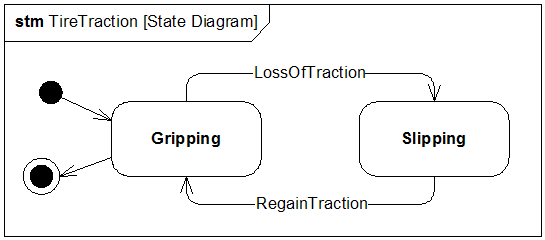 stm TireTraction [State Diagram]
LossOfTraction
Gripping
Slipping
RegainTraction